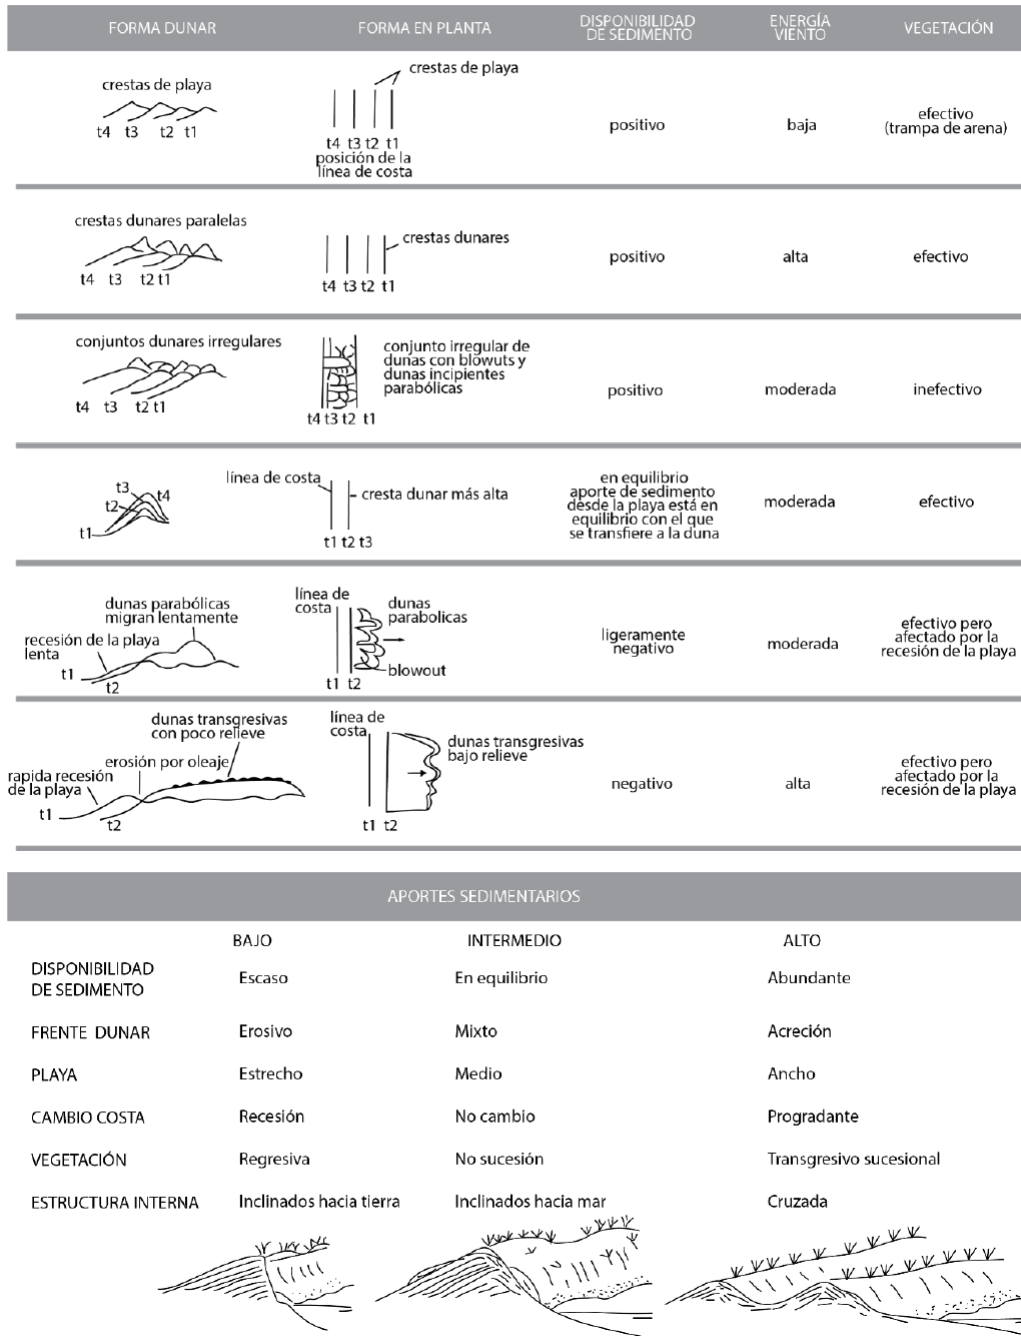 FORMA DUNAR
FORMA EN PLANTA
DISPONIBILIDAD
DE SEDIMENTO
ENERGÍA
VIENTO
VEGETACIÓN
crestas de playa
t4 t3 t2 t1
crestas de playa
t4 t3 t2 t1
posición de la
línea de costa
positivo
baja
efectivo
(trampa de arena)
crestas dunares paralelas
t4 t3 t2 t1
crestas dunares
t4 t3 t2 t1
positivo
alta
efectivo
conjuntos dunares irregulares
t4 t3 t2 t1
conjunto irregular de
dunas con blowuts y
dunas incipientes
parabólicas
t4 t3 t2 t1
positivo
moderada
inefectivo
t3
t4
t2
t1
línea de costa
cresta dunar más alta
t1 t2 t3
en equilibrio
aporte de sedimento
desde la playa está en
equilibrio con el que
se transfiere a la duna
moderada
efectivo
dunas parabólicas
migran lentamente
recesión de la playa
lenta
t1
t2
línea de
costa
dunas
parabolicas
blowout
t1 t2
ligeramente
negativo
moderada
efectivo pero
afectado por la
recesión de la playa
dunas transgresivas
con poco relieve
erosión por oleaje
rapida recesión
de la playa
t1
t2
línea de
costa
dunas transgresivas
bajo relieve
t1 t2
negativo
alta
efectivo pero
afectado por la
recesión de la playa
APORTES SEDIMENTARIOS
BAJO INTERMEDIO ALTO
DISPONIBILIDAD
DE SEDIMENTO
Escaso En equilibrio Abundante
FRENTE DUNAR Erosivo Mixto Acreción
PLAYA Estrecho Medio Ancho
CAMBIO COSTA Recesión No cambio Progradante
VEGETACIÓN Regresiva No sucesión Transgresivo sucesional
ESTRUCTURA INTERNA Inclinados hacia tierra Inclinados hacia mar Cruzada